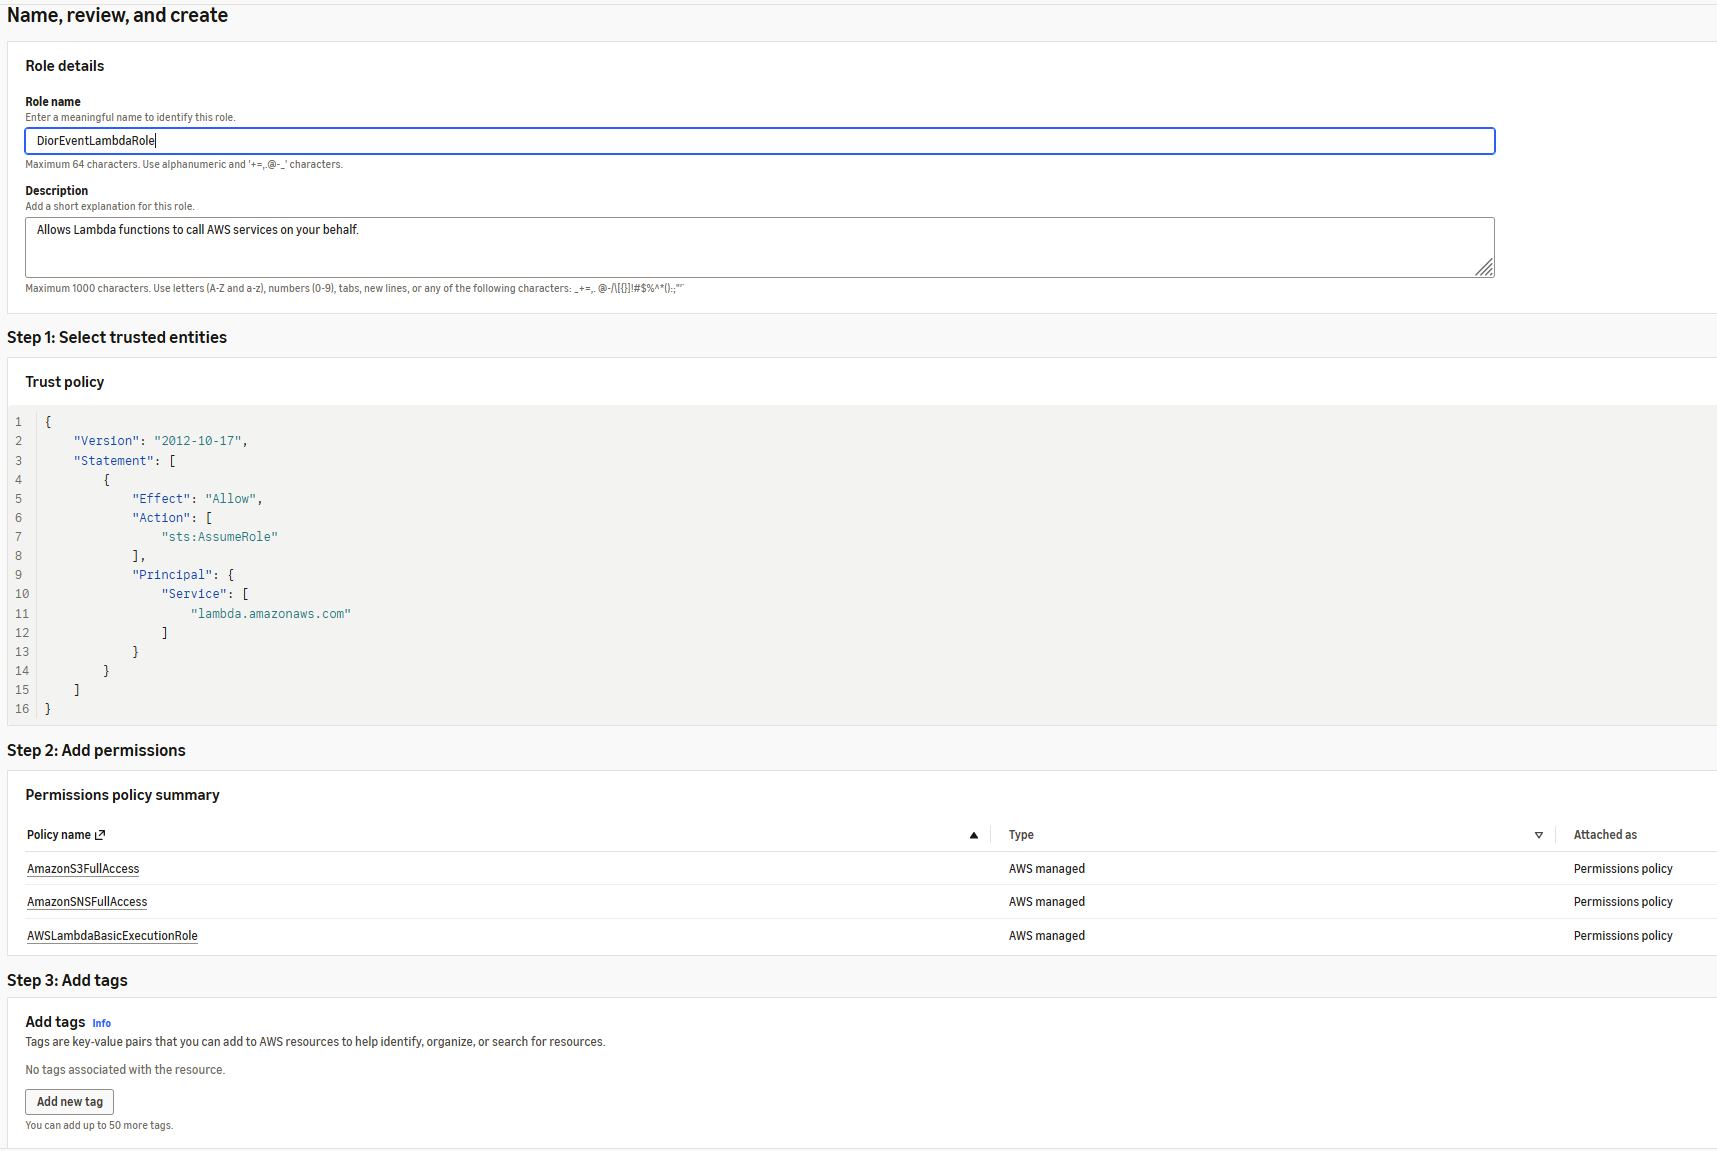 Name, review, and create
Role details
Role name
Enter a meaningful name to identify this role.
DiorEventLambdaRole
Maximum 64 characters. Use alphanumeric and '+=,.@-_' characters.
Description
Add a short explanation for this role.
Allows Lambda functions to call AWS services on your behalf.
Maximum 1000 characters. Use letters (A-Z and a-z), numbers (0-9), tabs, new lines, or any of the following characters: _+=,. @-/\[{}]!#$%^*();:"'`
Step 1: Select trusted entities
Trust policy
1 {
2     "Version": "2012-10-17",
3     "Statement": [
4         {
5             "Effect": "Allow",
6             "Action": [
7                 "sts:AssumeRole"
8             ],
9             "Principal": {
10                 "Service": [
11                     "lambda.amazonaws.com"
12                 ]
13             }
14         }
15     ]
16 }
Step 2: Add permissions
Permissions policy summary
Policy name Type Attached as
AmazonS3FullAccess AWS managed Permissions policy
AmazonSNSFullAccess AWS managed Permissions policy
AWSLambdaBasicExecutionRole AWS managed Permissions policy
Step 3: Add tags
Add tags Info
Tags are key-value pairs that you can add to AWS resources to help identify, organize, or search for resources.
No tags associated with the resource.
Add new tag
You can add up to 50 more tags.